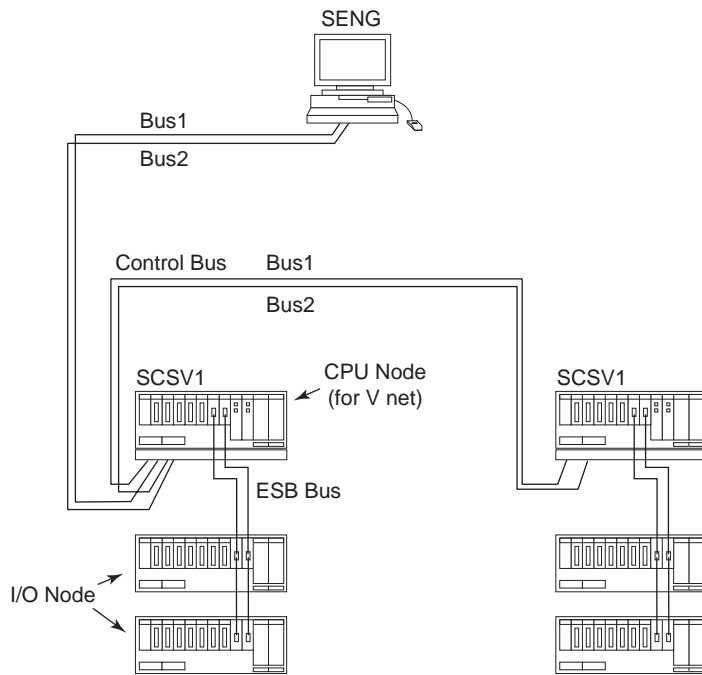 SENG
Bus1
Bus2
Control Bus Bus1
Bus2
SCSV1
CPU Node
(for V net)
SCSV1
ESB Bus
I/O Node